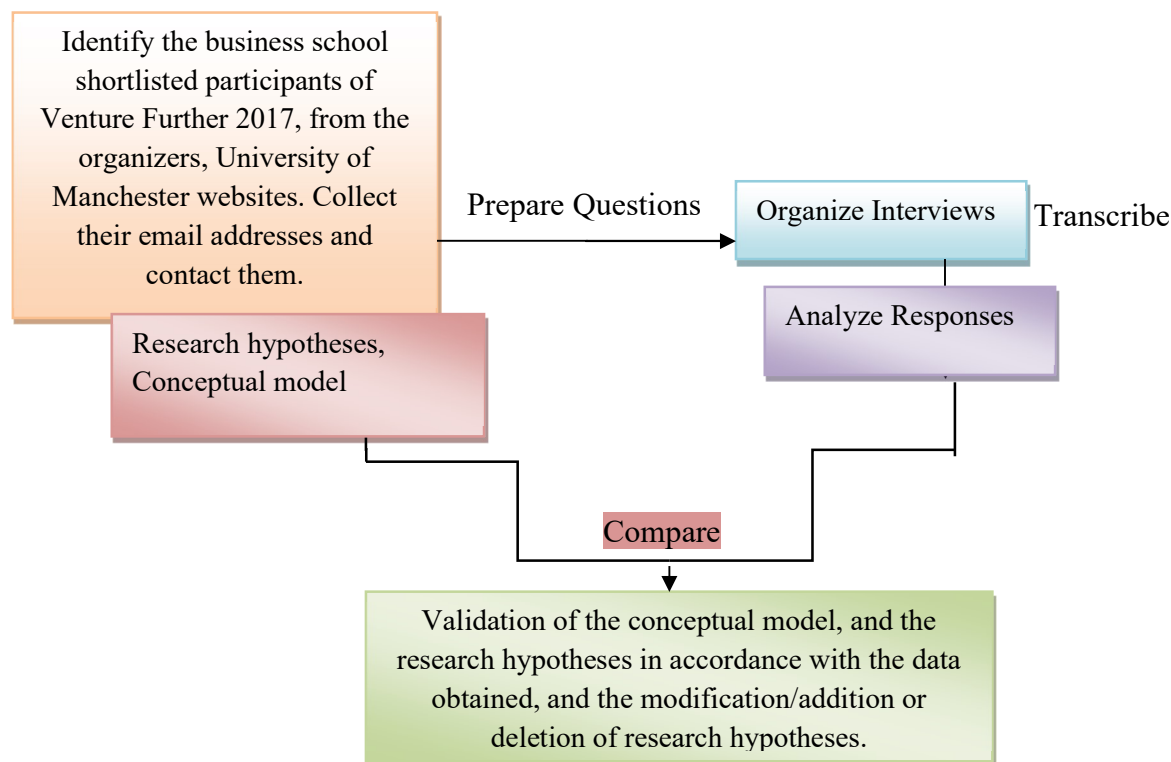 Identify the business school
shortlisted participants of
Venture Further 2017, from the
organizers, University of
Manchester websites. Collect
their email addresses and
contact them.
Prepare Questions
Organize Interviews
Transcribe
Analyze Responses
Research hypotheses,
Conceptual model
Compare
Validation of the conceptual model, and the
research hypotheses in accordance with the data
obtained, and the modification/addition or
deletion of research hypotheses.